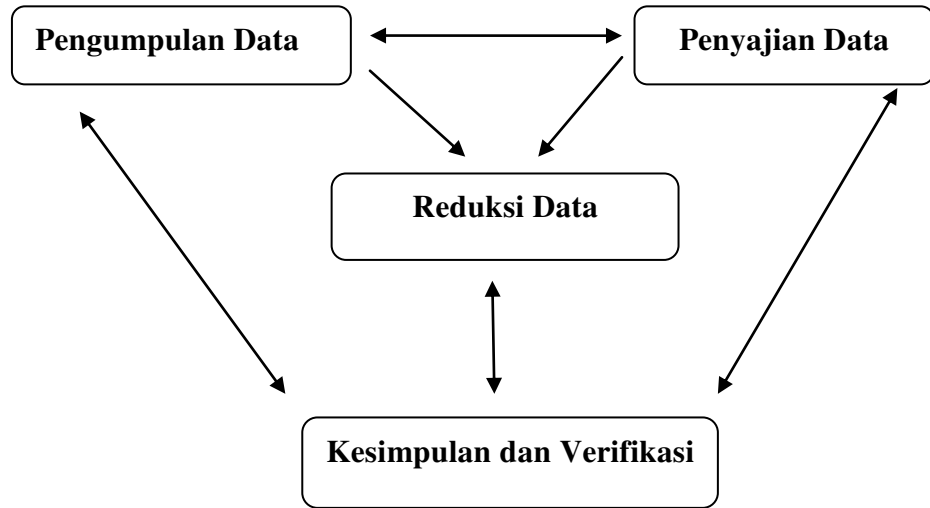 Pengumpulan Data
Penyajian Data
Reduksi Data
Kesimpulan dan Verifikasi